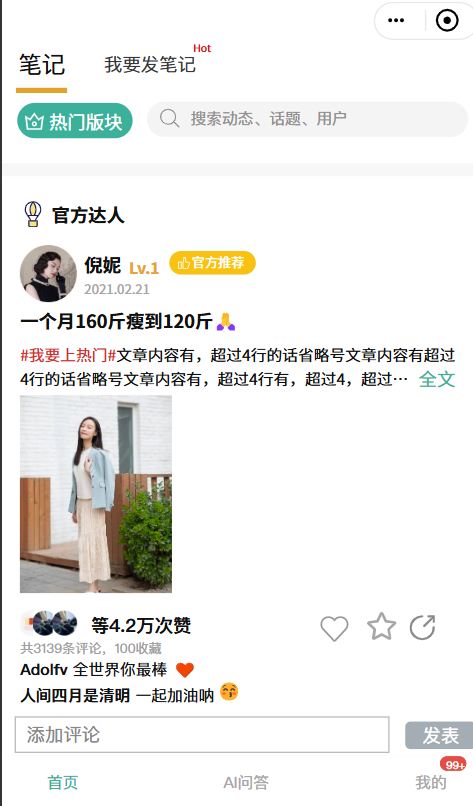 笔记
我要发笔记
Hot
热门版块
搜索动态、话题、用户
官方达人
倪妮 Lv.1 官方推荐
2021.02.21
一个月160斤瘦到120斤
#我要上热门#文章内容有，超过4行的话省略号文章内容有超过
4行的话省略号文章内容有，超过4行有，超过4，超过… 全文
等4.2万次赞
共3139条评论，100收藏
Adolfv 全世界你最棒
人间四月是清明 一起加油呐
添加评论
发表
99+
首页
AI问答
我的